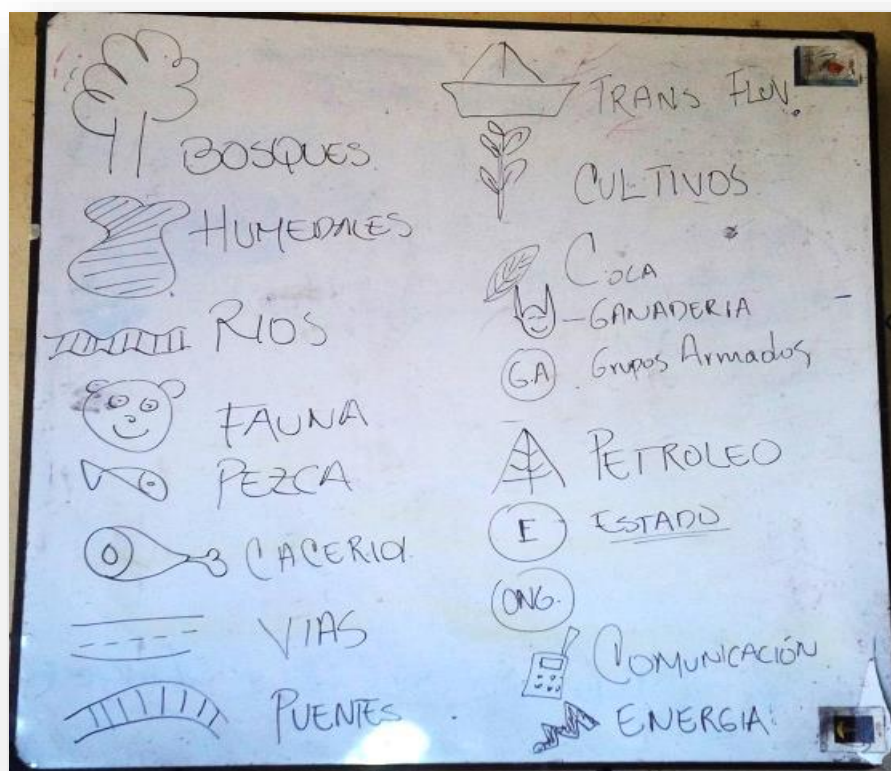 BOSQUES
HUMEDALES
RIOS
FAUNA
PEZCA
CACERIA
VIAS
PUENTES
TRANS FLUV.
CULTIVOS
COCA
-GANADERIA
G.A. Grupos Armados
PETROLEO
E ESTADO
ONG.
COMUNICACIÓN
ENERGIA